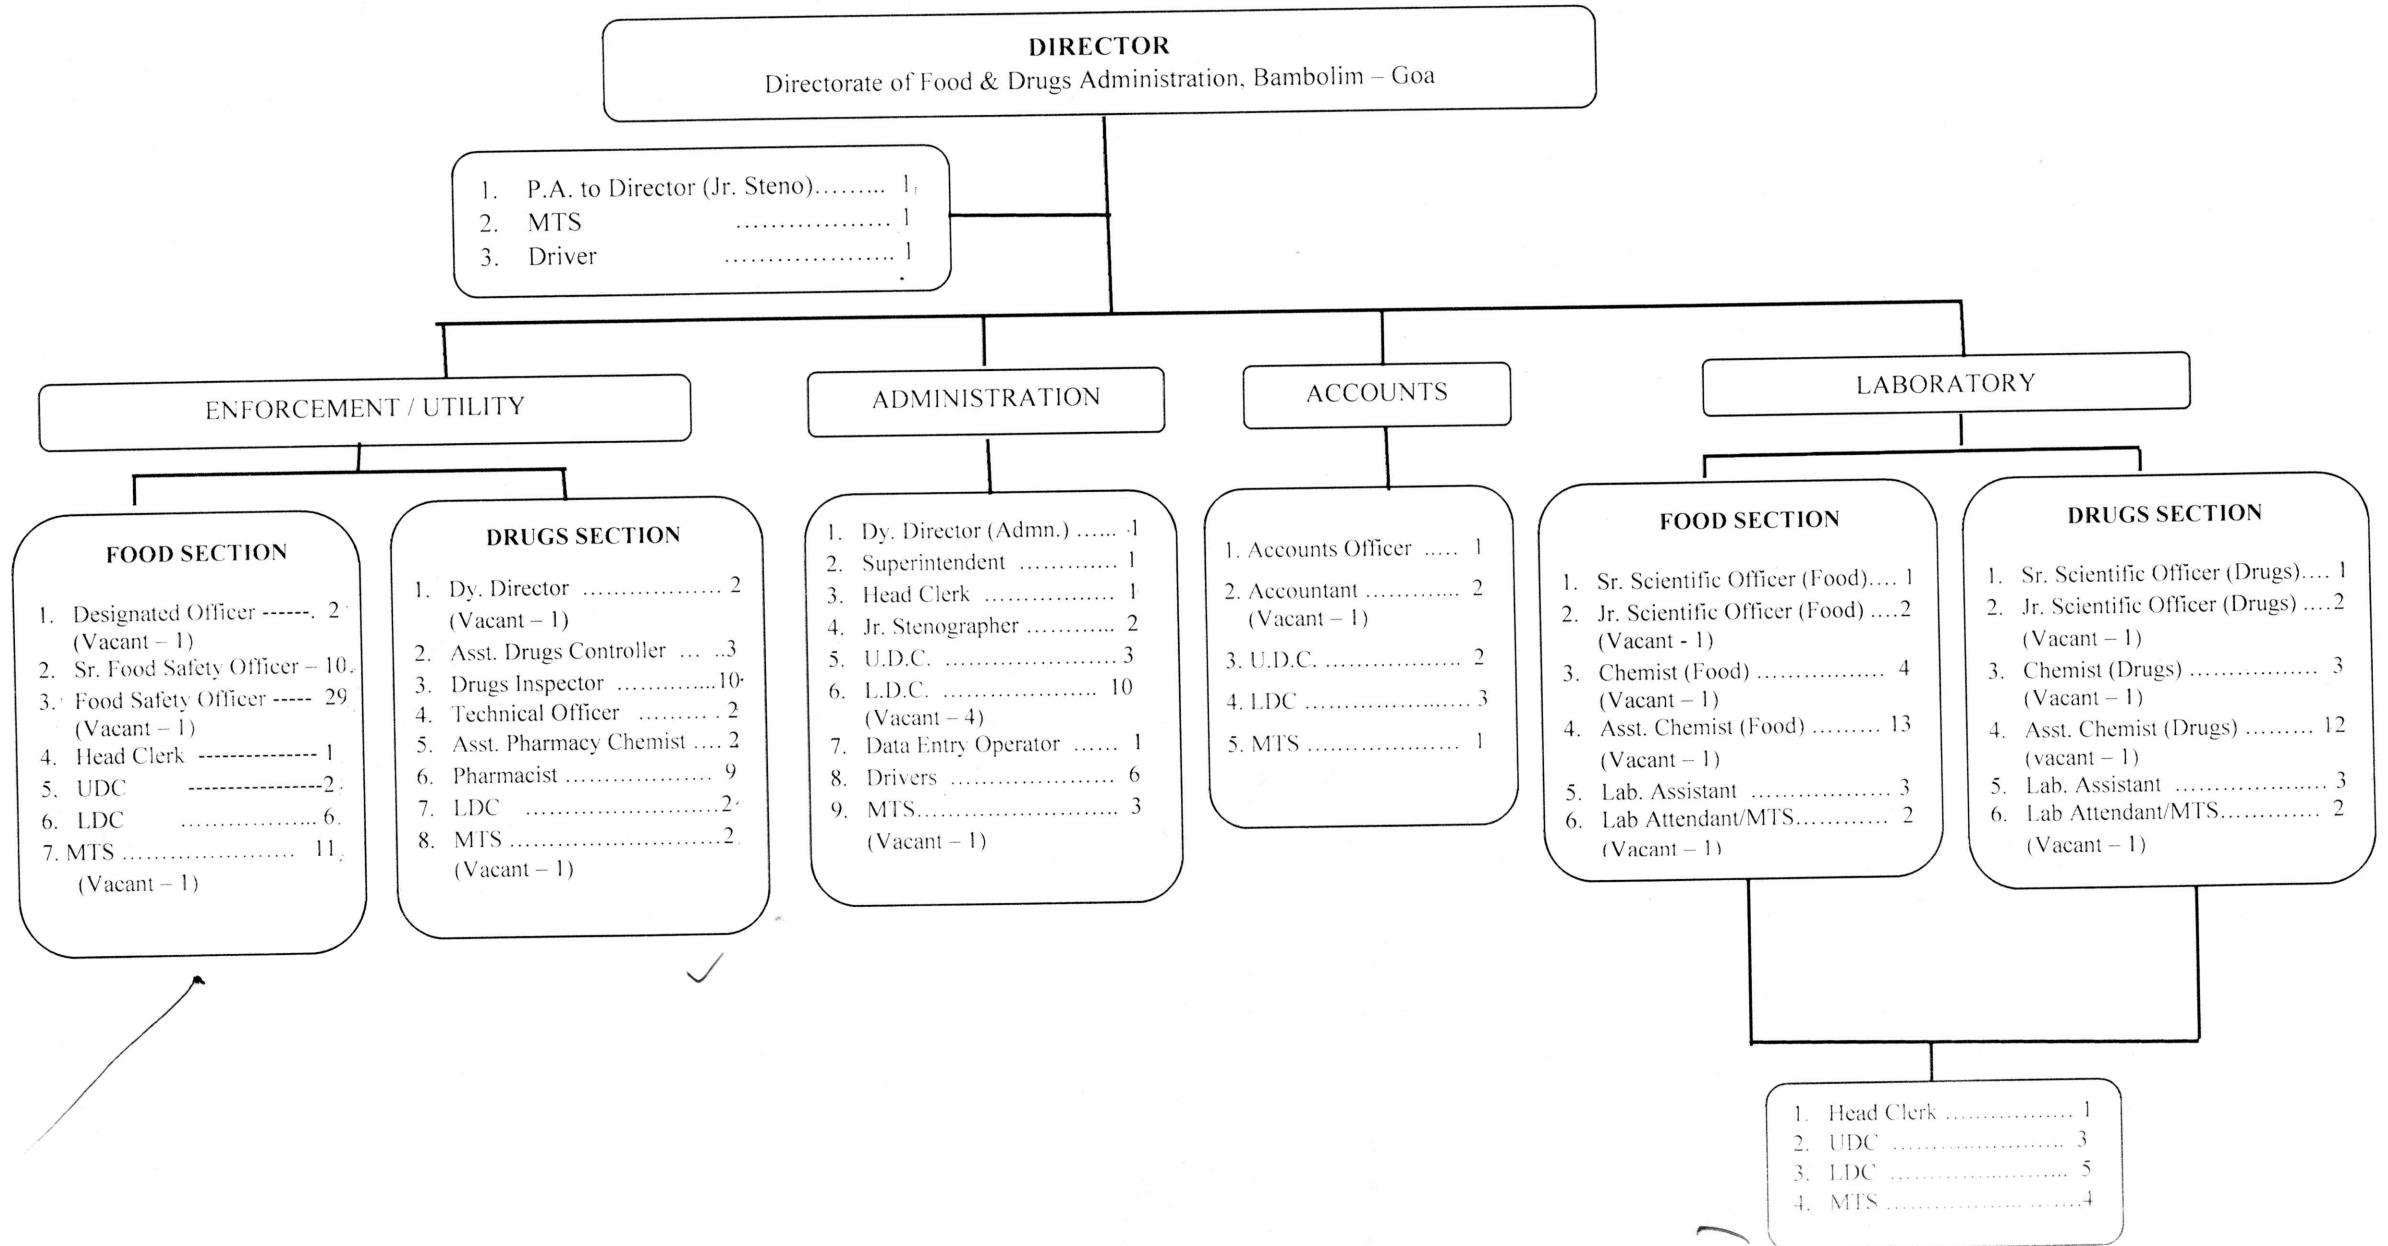 DIRECTOR
Directorate of Food & Drugs Administration, Bambolim – Goa
1. P.A. to Director (Jr. Steno)......... 1
2. MTS .................. 1
3. Driver .................... 1
ENFORCEMENT / UTILITY
ADMINISTRATION
ACCOUNTS
LABORATORY
FOOD SECTION
1. Designated Officer ------. 2
(Vacant – 1)
2. Sr. Food Safety Officer – 10
3. Food Safety Officer ----- 29
(Vacant – 1)
4. Head Clerk --------------- 1
5. UDC -----------------2
6. LDC .................. 6
7. MTS ....................... 11
(Vacant – 1)
DRUGS SECTION
1. Dy. Director .................. 2
(Vacant – 1)
2. Asst. Drugs Controller ... ..3
3. Drugs Inspector .............10
4. Technical Officer ......... . 2
5. Asst. Pharmacy Chemist .... 2
6. Pharmacist ................... 9
7. LDC .........................2
8. MTS ...........................2
(Vacant – 1)
1. Dy. Director (Admn.) ...... 1
2. Superintendent ............. 1
3. Head Clerk ................. 1
4. Jr. Stenographer ............ 2
5. U.D.C. .......................3
6. L.D.C. .................... 10
(Vacant – 4)
7. Data Entry Operator ...... 1
8. Drivers ..................... 6
9. MTS.......................... 3
(Vacant – 1)
1. Accounts Officer ..... 1
2. Accountant ............. 2
(Vacant – 1)
3. U.D.C. ................... 2
4. LDC ...................... 3
5. MTS .................... 1
FOOD SECTION
1. Sr. Scientific Officer (Food).... 1
2. Jr. Scientific Officer (Food) ....2
(Vacant - 1)
3. Chemist (Food) ................. 4
(Vacant – 1)
4. Asst. Chemist (Food) ......... 13
(Vacant – 1)
5. Lab. Assistant ................... 3
6. Lab Attendant/MTS............ 2
(Vacant – 1)
DRUGS SECTION
1. Sr. Scientific Officer (Drugs).... 1
2. Jr. Scientific Officer (Drugs) ....2
(Vacant – 1)
3. Chemist (Drugs) ................. 3
(Vacant – 1)
4. Asst. Chemist (Drugs) ......... 12
(vacant – 1)
5. Lab. Assistant ..................... 3
6. Lab Attendant/MTS............. 2
(Vacant – 1)
1. Head Clerk ................. 1
2. UDC ....................... 3
3. LDC ........................ 5
4. MTS ..........................4